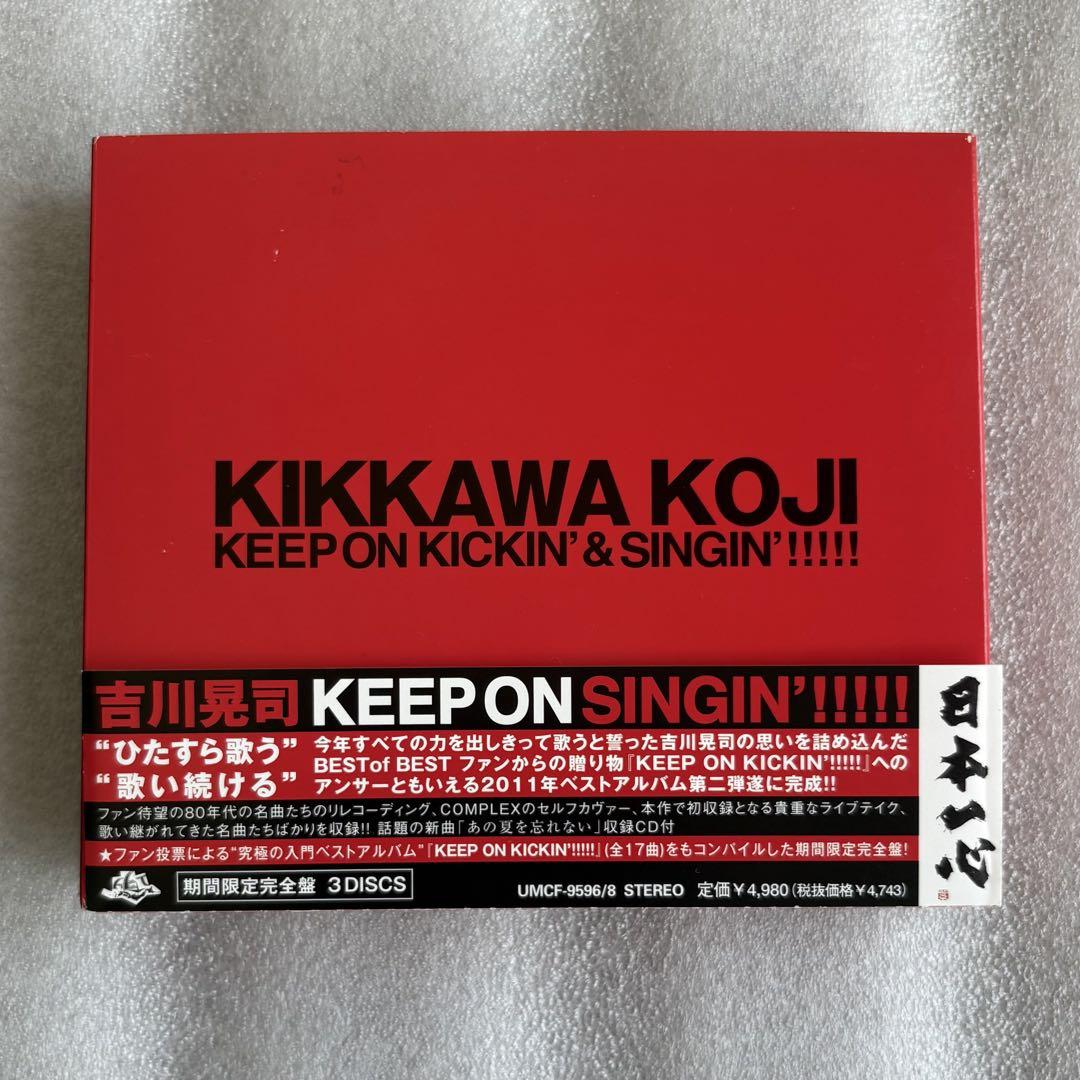 KIKKAWA KOJI
KEEP ON KICKIN' & SINGIN'!!!!!
吉川晃司 KEEP ON SINGIN'!!!!!
“ひたすら歌う”
“歌い続ける”
今年すべての力を出しきって歌うと誓った吉川晃司の思いを詰め込んだ
BEST of BEST ファンからの贈り物『KEEP ON KICKIN'!!!!!』への
アンサーともいえる2011年ベストアルバム第二弾遂に完成!!
ファン待望の80年代の名曲たちのリレコーディング、COMPLEXのセルフカヴァー、本作で初収録となる貴重なライブテイク、
歌い継がれてきた名曲たちばかりを収録!! 話題の新曲「あの夏を忘れない」収録CD付
★ファン投票による“究極の入門ベストアルバム”『KEEP ON KICKIN'!!!!!』(全17曲)をもコンパイルした期間限定完全盤!
期間限定完全盤 3DISCS
UMCF-9596/8 STEREO 定価¥4,980(税抜価格¥4,743)
日本一心